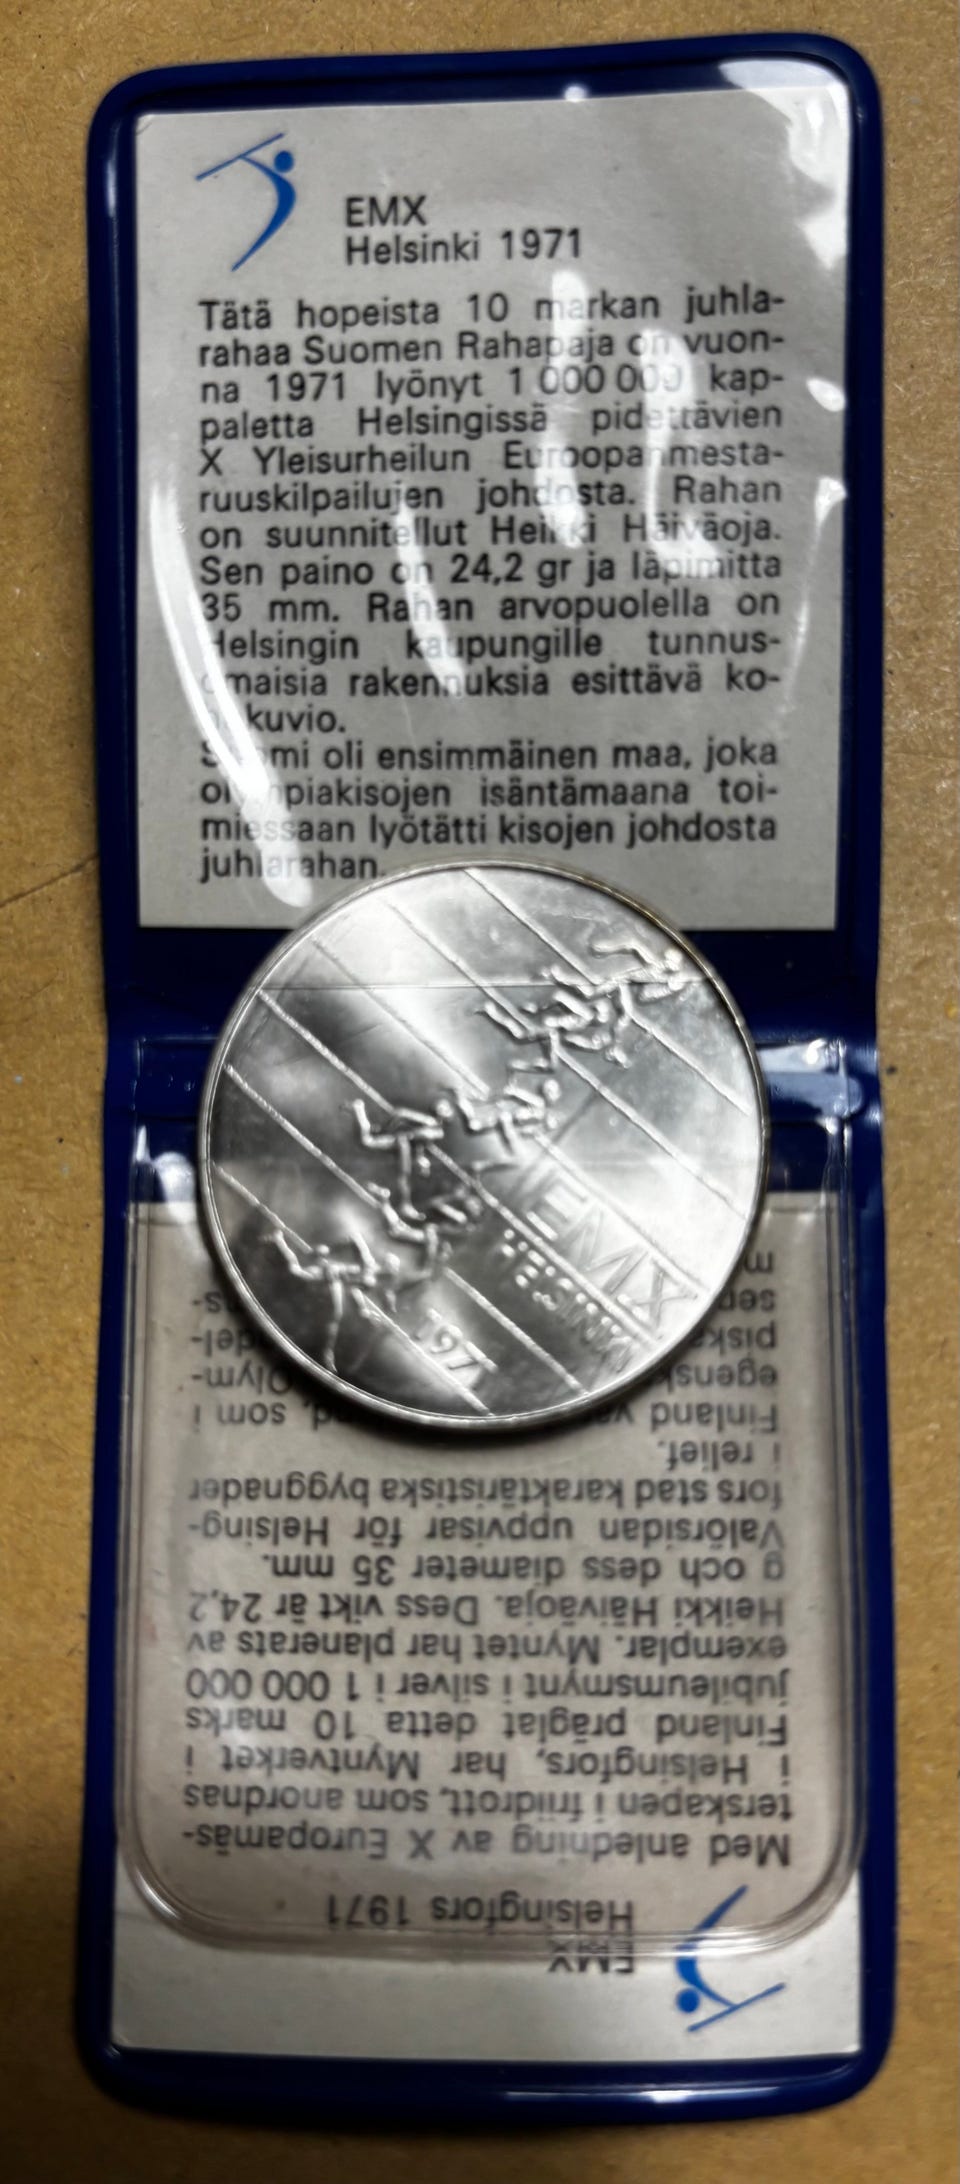 EMX
Helsinki 1971
Tätä hopeista 10 markan juhla-
rahaa Suomen Rahapaja on vuon-
na 1971 lyönyt 1 000 000 kap-
paletta Helsingissä pidettävien
X Yleisurheilun Euroopanmesta-
ruuskilpailujen johdosta. Rahan
on suunnitellut Heikki Häiväoja.
Sen paino on 24,2 gr ja läpimitta
35 mm. Rahan arvopuolella on
Helsingin kaupungille tunnus-
omaisia rakennuksia esittävä ko-
hokuvio.
Suomi oli ensimmäinen maa, joka
olympiakisojen isäntämaana toi-
miessaan lyötätti kisojen johdosta
juhlarahan.
EMX
HELSINKI
1971
EMX
Helsingfors 1971
Med anledning av X Europamäs-
terskapen i friidrott, som anordnas
i Helsingfors, har Myntverket i
Finland präglat detta 10 marks
jubileumsmynt i silver i 1 000 000
exemplar. Myntet har planerats av
Heikki Häiväoja. Dess vikt är 24,2
g och dess diameter 35 mm.
Valörsidan uppvisar för Helsing-
fors stad karaktäristiska byggnader
i relief.
Finland som i
Olym-
piska